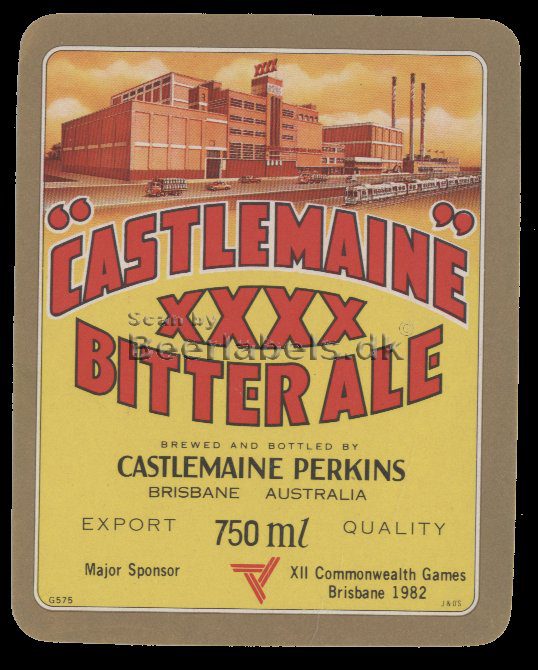 XXXX
"CASTLEMAINE"
XXXX
Scan by
Beerlabels.dk ©
BITTER ALE
BREWED AND BOTTLED BY
CASTLEMAINE PERKINS
BRISBANE AUSTRALIA
EXPORT 750 ml QUALITY
Major Sponsor XII Commonwealth Games
Brisbane 1982
G575 J&DS